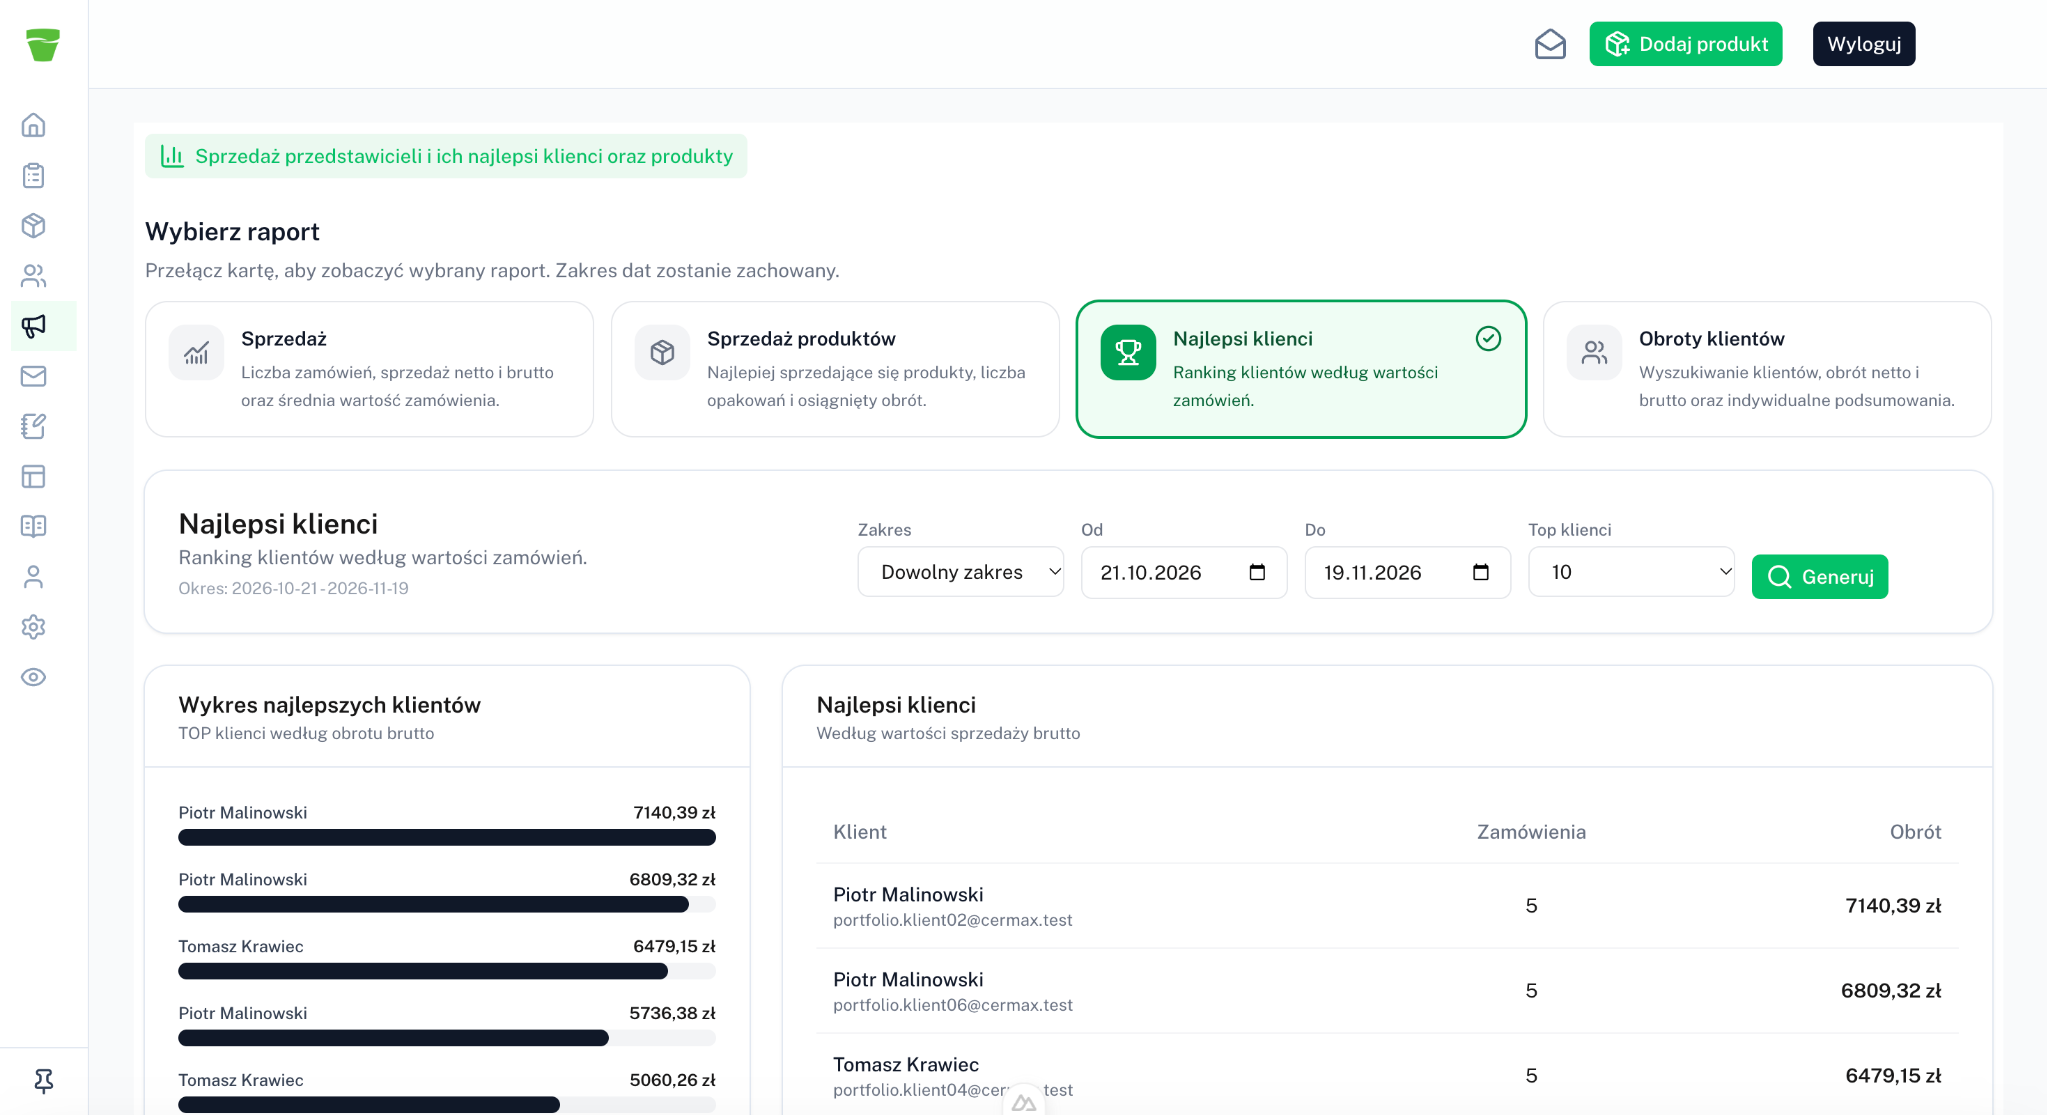 Dodaj produkt
Wyloguj
Sprzedaż przedstawicieli i ich najlepsi klienci oraz produkty
Wybierz raport
Przełącz kartę, aby zobaczyć wybrany raport. Zakres dat zostanie zachowany.
Sprzedaż
Liczba zamówień, sprzedaż netto i brutto
oraz średnia wartość zamówienia.
Sprzedaż produktów
Najlepiej sprzedające się produkty, liczba
opakowań i osiągnięty obrót.
Najlepsi klienci
Ranking klientów według wartości
zamówień.
Obroty klientów
Wyszukiwanie klientów, obrót netto i
brutto oraz indywidualne podsumowania.
Najlepsi klienci
Ranking klientów według wartości zamówień.
Okres: 2026-10-21 - 2026-11-19
Zakres
Dowolny zakres
Od
21.10.2026
Do
19.11.2026
Top klienci
10
Generuj
Wykres najlepszych klientów
TOP klienci według obrotu brutto
Piotr Malinowski 7140,39 zł
Piotr Malinowski 6809,32 zł
Tomasz Krawiec 6479,15 zł
Piotr Malinowski 5736,38 zł
Tomasz Krawiec 5060,26 zł
Najlepsi klienci
Według wartości sprzedaży brutto
Klient Zamówienia Obrót
Piotr Malinowski
portfolio.klient02@cermax.test
5 7140,39 zł
Piotr Malinowski
portfolio.klient06@cermax.test
5 6809,32 zł
Tomasz Krawiec
portfolio.klient04@cer test
5 6479,15 zł